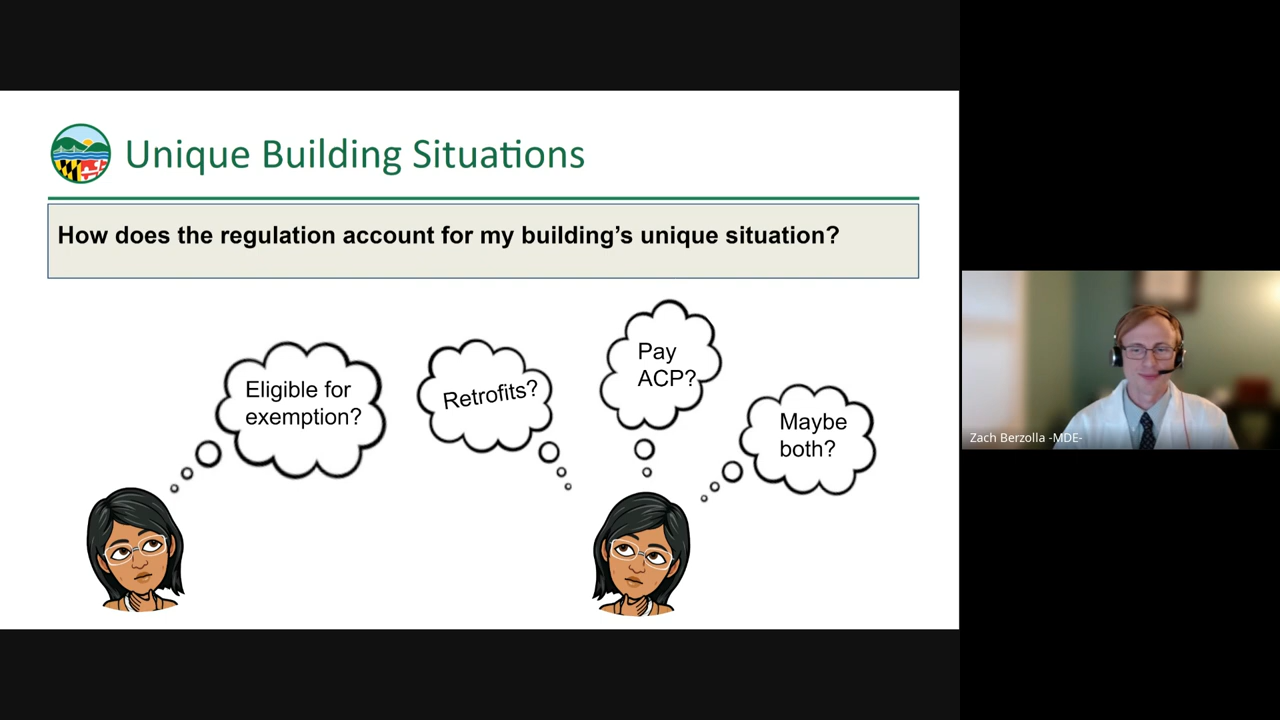 Unique Building Situations
How does the regulation account for my building’s unique situation?
Eligible for
exemption?
Retrofits?
Pay
ACP?
Maybe
both?
Zach Berzolla -MDE-